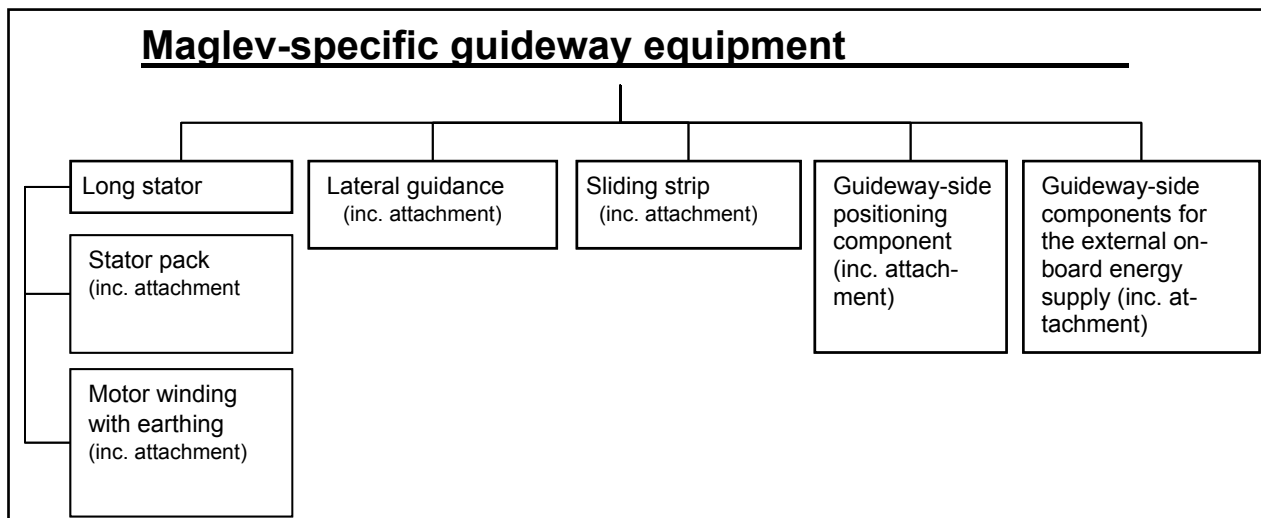 Maglev-specific guideway equipment
Long stator
Stator pack
(inc. attachment
Motor winding
with earthing
(inc. attachment)
Lateral guidance
(inc. attachment)
Sliding strip
(inc. attachment)
Guideway-side
positioning
component
(inc. attach-
ment)
Guideway-side
components for
the external on-
board energy
supply (inc. at-
tachment)